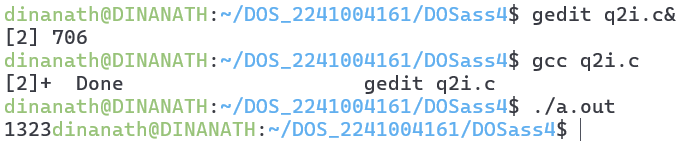 dinanath@DINANATH:~/DOS_2241004161/DOSass4$ gedit q2i.c&
[2] 706
dinanath@DINANATH:~/DOS_2241004161/DOSass4$ gcc q2i.c
[2]+  Done                    gedit q2i.c
dinanath@DINANATH:~/DOS_2241004161/DOSass4$ ./a.out
1323dinanath@DINANATH:~/DOS_2241004161/DOSass4$